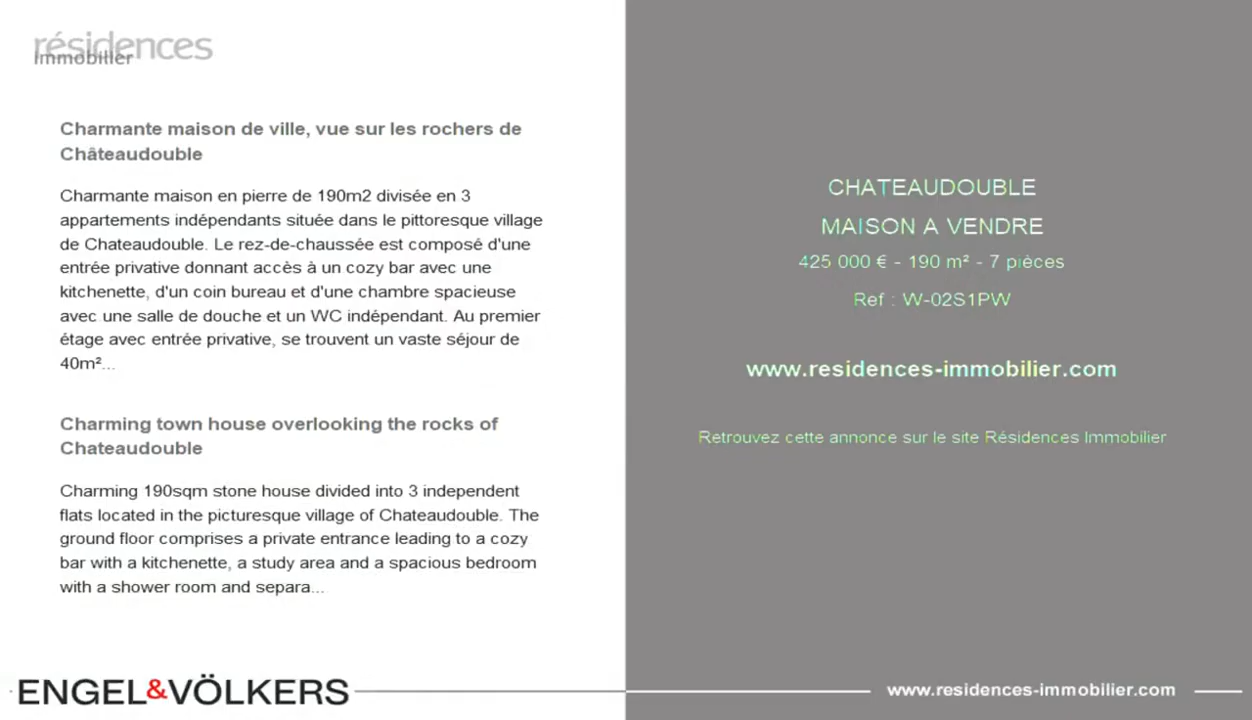 résidences
Immobilier
Charmante maison de ville, vue sur les rochers de
Châteaudouble
Charmante maison en pierre de 190m2 divisée en 3
appartements indépendants située dans le pittoresque village
de Chateaudouble. Le rez-de-chaussée est composé d'une
entrée privative donnant accès à un cozy bar avec une
kitchenette, d'un coin bureau et d'une chambre spacieuse
avec une salle de douche et un WC indépendant. Au premier
étage avec entrée privative, se trouvent un vaste séjour de
40m²...
Charming town house overlooking the rocks of
Chateaudouble
Charming 190sqm stone house divided into 3 independent
flats located in the picturesque village of Chateaudouble. The
ground floor comprises a private entrance leading to a cozy
bar with a kitchenette, a study area and a spacious bedroom
with a shower room and separa...
ENGEL&VÖLKERS
CHATEAUDOUBLE
MAISON A VENDRE
425 000 € - 190 m² - 7 pièces
Ref : W-02S1PW
www.residences-immobilier.com
Retrouvez cette annonce sur le site Résidences Immobilier
www.residences-immobilier.com